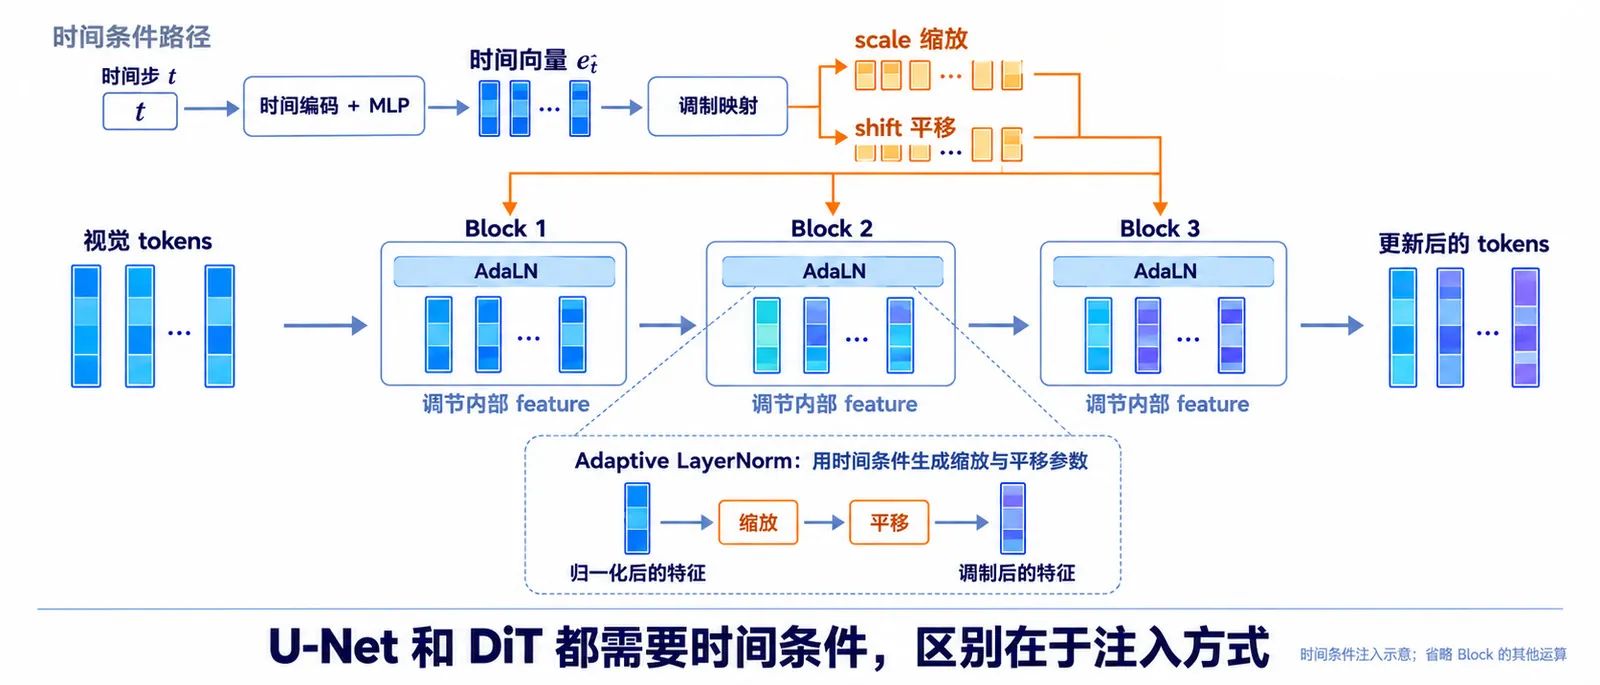 时间条件路径
时间步 t
t
时间编码 + MLP
时间向量 e_t̂
...
调制映射
scale 缩放
...
shift 平移
...
视觉 tokens
...
Block 1
AdaLN
...
调节内部 feature
Block 2
AdaLN
...
调节内部 feature
Block 3
AdaLN
...
调节内部 feature
更新后的 tokens
...
Adaptive LayerNorm：用时间条件生成缩放与平移参数
缩放
平移
归一化后的特征
调制后的特征
U-Net 和 DiT 都需要时间条件，区别在于注入方式
时间条件注入示意；省略 Block 的其他运算